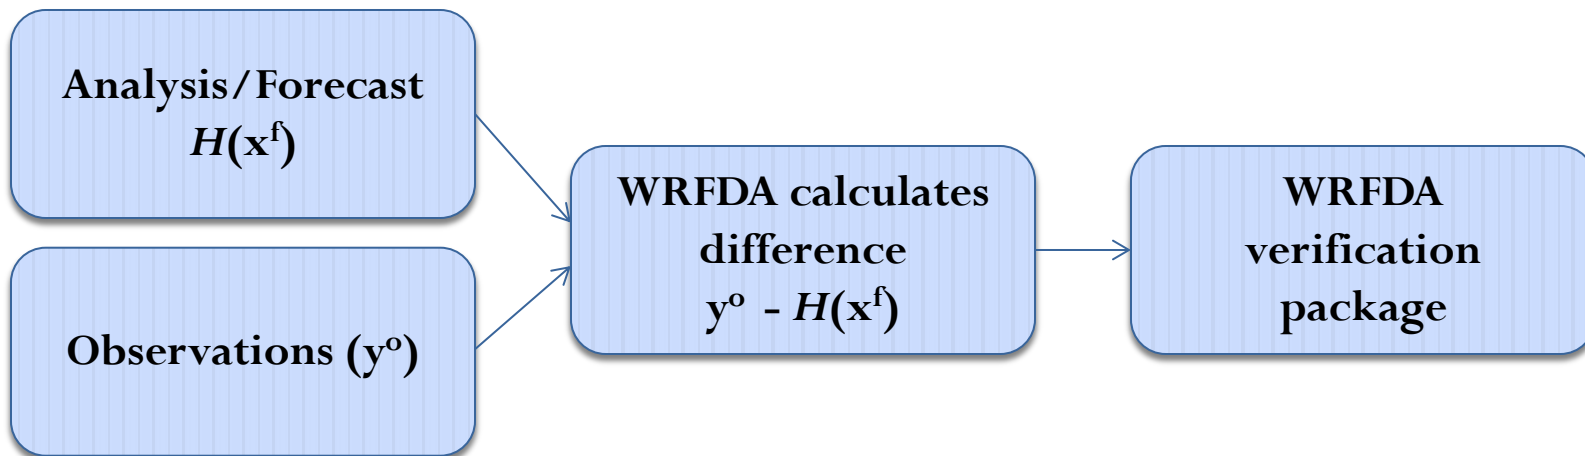 Analysis/Forecast
H(xᶠ)
Observations (yᵒ)
WRFDA calculates
difference
yᵒ - H(xᶠ)
WRFDA
verification
package